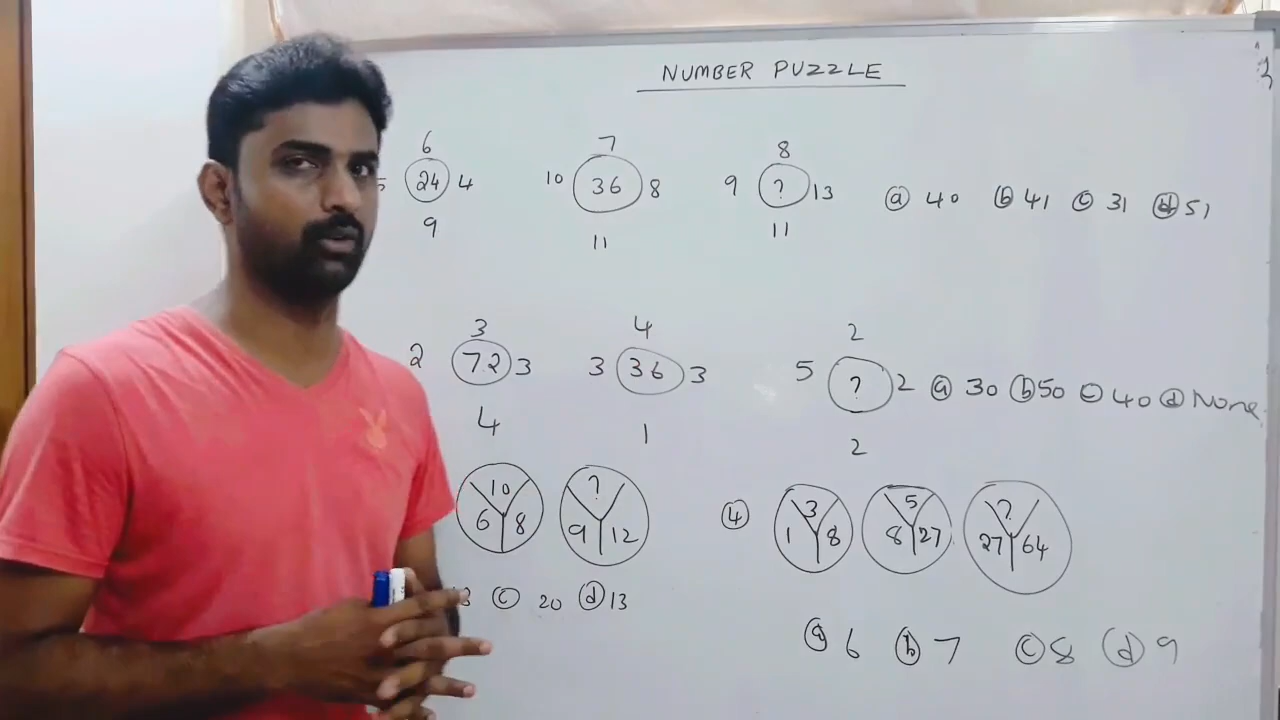 NUMBER PUZZLE
6 7 8
24 4 10 36 8 9 ? 13 ⓐ 40 ⓑ 41 ⓒ 31 ⓓ 51
9 11 11
3 4 2
2 72 3 3 36 3 5 ? 2 ⓐ 30 ⓑ 50 ⓒ 40 ⓓ None
4 1 2
10 ? ④ 3 5 ?
6 8 9 12 1 8 8 27 27 64
ⓒ 20 ⓓ 13
ⓐ 6 ⓑ 7 ⓒ 8 ⓓ 9